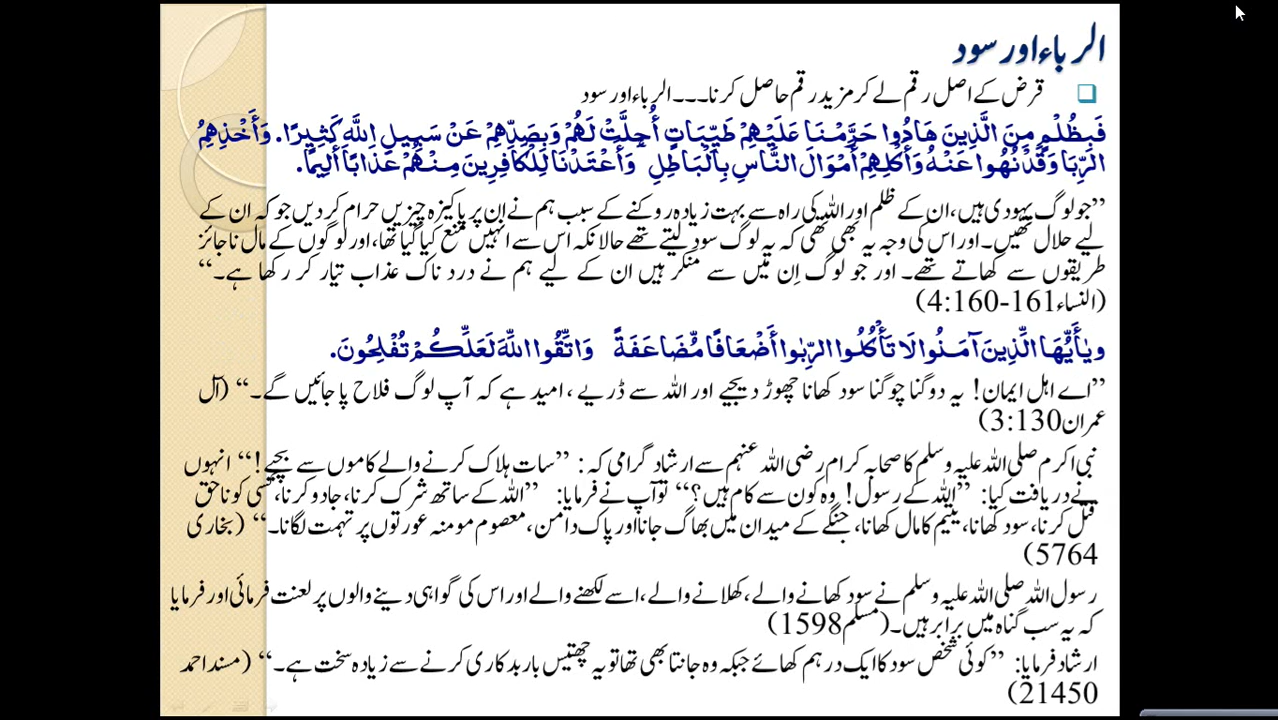 الرباء اور سود
قرض کے اصل رقم لے کر مزید رقم حاصل کرنا۔۔۔الرباء اور سود
فَبِظُلْمٍ مِنَ الَّذِينَ هَادُوا حَرَّمْنَا عَلَيْهِمْ طَيِّبَاتٍ أُحِلَّتْ لَهُمْ وَبِصَدِّهِمْ عَنْ سَبِيلِ اللَّهِ كَثِيرًا. وَأَخْذِهِمُ
الرِّبَا وَقَدْ نُهُوا عَنْهُ وَأَكْلِهِمْ أَمْوَالَ النَّاسِ بِالْبَاطِلِ ۚ وَأَعْتَدْنَا لِلْكَافِرِينَ مِنْهُمْ عَذَابًا أَلِيمًا.
”جو لوگ یہودی ہیں، ان کے ظلم اور اللہ کی راہ سے بہت زیادہ روکنے کے سبب ہم نے ان پر پاکیزہ چیزیں حرام کر دیں جو کہ ان کے
لیے حلال تھیں۔ اور اس کی وجہ یہ بھی تھی کہ یہ لوگ سود لیتے تھے حالانکہ اس سے انہیں منع کیا گیا تھا، اور لوگوں کے مال ناجائز
طریقوں سے کھاتے تھے۔ اور جو لوگ اِن میں سے منکر ہیں ان کے لیے ہم نے درد ناک عذاب تیار کر رکھا ہے۔“
(النساء 161-4:160)
ويٰأَيُّهَا الَّذِينَ آمَنُوا لَا تَأْكُلُوا الرِّبٰوا أَضْعَافًا مُّضَاعَفَةً ۖ وَاتَّقُوا اللَّهَ لَعَلَّكُمْ تُفْلِحُونَ.
”اے اہل ایمان! یہ دوگنا چوگنا سود کھانا چھوڑ دیجیے اور اللہ سے ڈریے، امید ہے کہ آپ لوگ فلاح پا جائیں گے۔“ (آل
عمران 3:130)
نبی اکرم صلی اللہ علیہ وسلم کا صحابہ کرام رضی اللہ عنہم سے ارشاد گرامی کہ: ”سات ہلاک کرنے والے کاموں سے بچیے!“ انہوں
نے دریافت کیا: ”اللہ کے رسول! وہ کون سے کام ہیں؟“ تو آپ نے فرمایا: ”اللہ کے ساتھ شرک کرنا، جادو کرنا، کسی کو ناحق
قتل کرنا، سود کھانا، یتیم کا مال کھانا، جنگ کے میدان میں بھاگ جانا اور پاک دامن، معصوم مومنہ عورتوں پر تہمت لگانا۔“ (بخاری
5764)
رسول اللہ صلی اللہ علیہ وسلم نے سود کھانے والے، کھلانے والے، اسے لکھنے والے اور اس کی گواہی دینے والوں پر لعنت فرمائی اور فرمایا
کہ یہ سب گناہ میں برابر ہیں۔ (مسلم 1598)
ارشاد فرمایا: ”کوئی شخص سود کا ایک درہم کھائے جبکہ وہ جانتا بھی تھا تو یہ چھتیس بار بدکاری کرنے سے زیادہ سخت ہے۔“ (مسند احمد
21450)